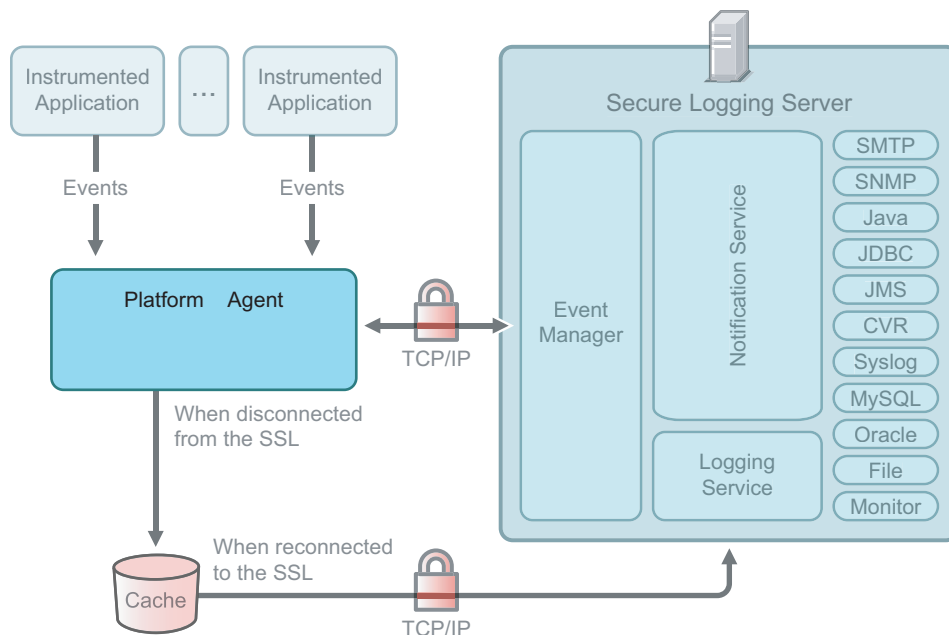 Instrumented
Application
...
Instrumented
Application
Events
Events
Platform Agent
TCP/IP
When disconnected
from the SSL
When reconnected
to the SSL
Cache
TCP/IP
Secure Logging Server
Event
Manager
Notification Service
Logging
Service
SMTP
SNMP
Java
JDBC
JMS
CVR
Syslog
MySQL
Oracle
File
Monitor